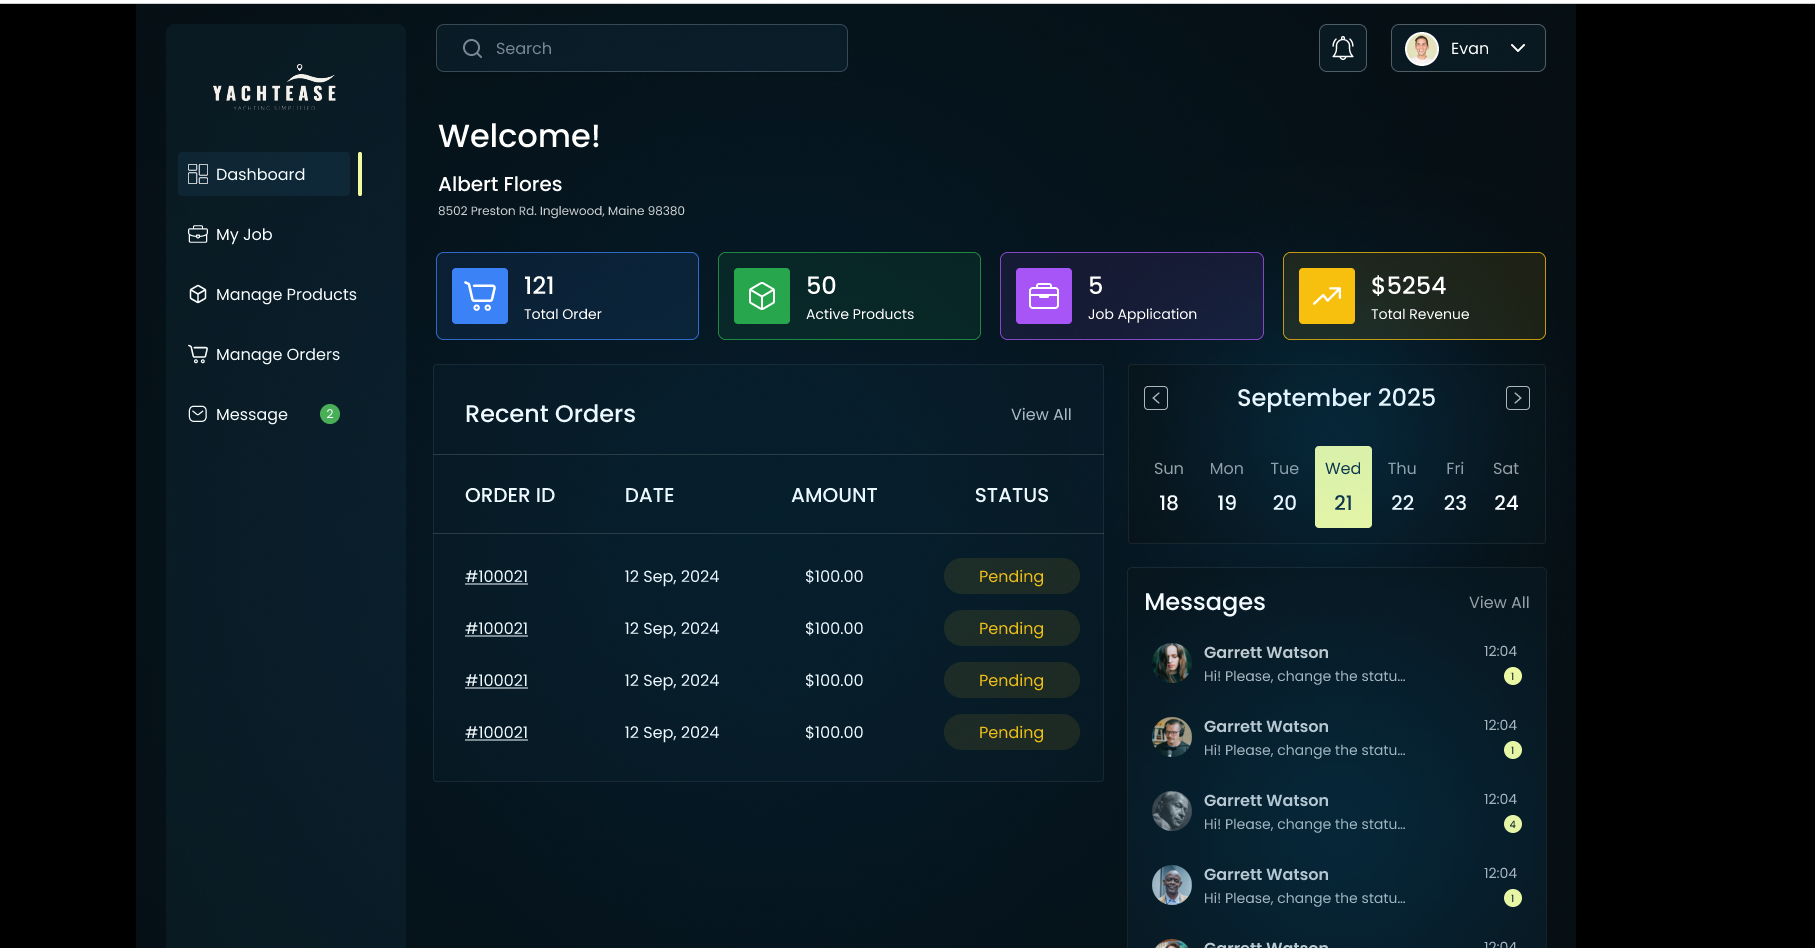 YACHTEASE
YACHTING SIMPLIFIED
Search
Evan
Dashboard
My Job
Manage Products
Manage Orders
Message 2
Welcome!
Albert Flores
8502 Preston Rd. Inglewood, Maine 98380
121
Total Order
50
Active Products
5
Job Application
$5254
Total Revenue
Recent Orders View All
ORDER ID DATE AMOUNT STATUS
#100021 12 Sep, 2024 $100.00 Pending
#100021 12 Sep, 2024 $100.00 Pending
#100021 12 Sep, 2024 $100.00 Pending
#100021 12 Sep, 2024 $100.00 Pending
September 2025
Sun Mon Tue Wed Thu Fri Sat
18 19 20 21 22 23 24
Messages View All
Garrett Watson 12:04
Hi! Please, change the statu... 1
Garrett Watson 12:04
Hi! Please, change the statu... 1
Garrett Watson 12:04
Hi! Please, change the statu... 4
Garrett Watson 12:04
Hi! Please, change the statu... 1
Garrett Watson 12:04